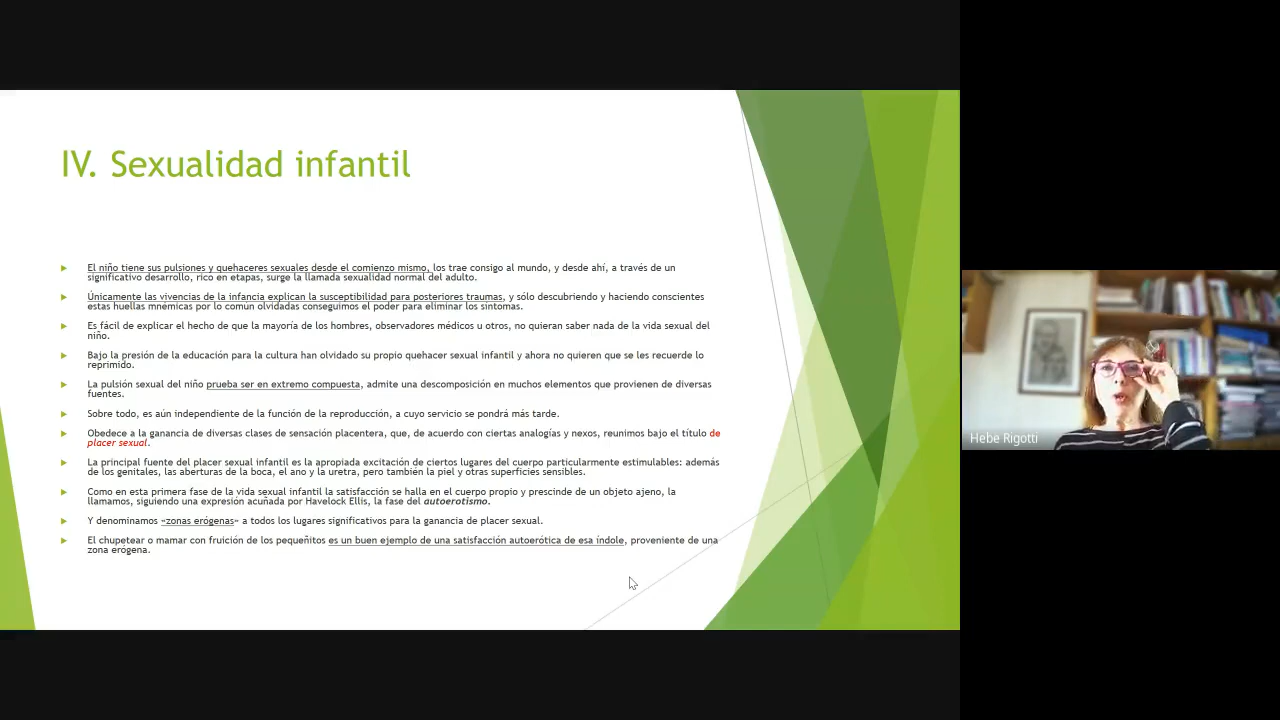 IV. Sexualidad infantil
El niño tiene sus pulsiones y quehaceres sexuales desde el comienzo mismo, los trae consigo al mundo, y desde ahí, a través de un
significativo desarrollo, rico en etapas, surge la llamada sexualidad normal del adulto.
Únicamente las vivencias de la infancia explican la susceptibilidad para posteriores traumas, y sólo descubriendo y haciendo conscientes
estas huellas mnémicas por lo común olvidadas conseguimos el poder para eliminar los síntomas.
Es fácil de explicar el hecho de que la mayoría de los hombres, observadores médicos u otros, no quieran saber nada de la vida sexual del
niño.
Bajo la presión de la educación para la cultura han olvidado su propio quehacer sexual infantil y ahora no quieren que se les recuerde lo
reprimido.
La pulsión sexual del niño prueba ser en extremo compuesta, admite una descomposición en muchos elementos que provienen de diversas
fuentes.
Sobre todo, es aún independiente de la función de la reproducción, a cuyo servicio se pondrá más tarde.
Obedece a la ganancia de diversas clases de sensación placentera, que, de acuerdo con ciertas analogías y nexos, reunimos bajo el título de
placer sexual.
La principal fuente del placer sexual infantil es la apropiada excitación de ciertos lugares del cuerpo particularmente estimulables: además
de los genitales, las aberturas de la boca, el ano y la uretra, pero también la piel y otras superficies sensibles.
Como en esta primera fase de la vida sexual infantil la satisfacción se halla en el cuerpo propio y prescinde de un objeto ajeno, la
llamamos, siguiendo una expresión acuñada por Havelock Ellis, la fase del autoerotismo.
Y denominamos «zonas erógenas» a todos los lugares significativos para la ganancia de placer sexual.
El chupetear o mamar con fruición de los pequeñitos es un buen ejemplo de una satisfacción autoerótica de esa índole, proveniente de una
zona erógena.
Hebe Rigotti